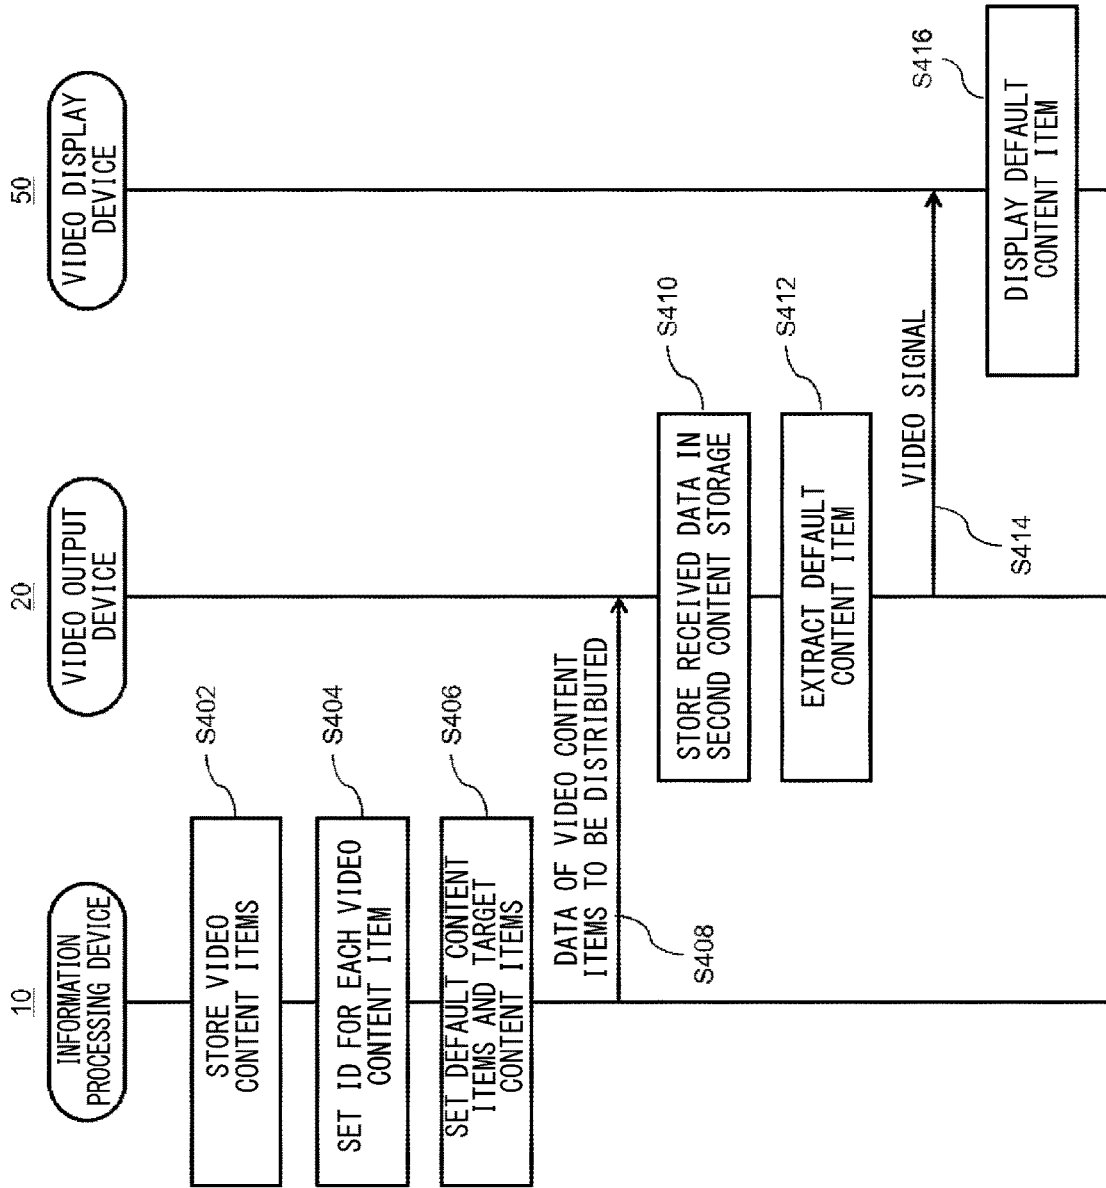 10
INFORMATION
PROCESSING DEVICE
20
VIDEO OUTPUT
DEVICE
50
VIDEO DISPLAY
DEVICE
STORE VIDEO
CONTENT ITEMS
S402
SET ID FOR EACH VIDEO
CONTENT ITEM
S404
SET DEFAULT CONTENT
ITEMS AND TARGET
CONTENT ITEMS
S406
DATA OF VIDEO CONTENT
ITEMS TO BE DISTRIBUTED
S408
STORE RECEIVED DATA IN
SECOND CONTENT STORAGE
S410
EXTRACT DEFAULT
CONTENT ITEM
S412
VIDEO SIGNAL
S414
DISPLAY DEFAULT
CONTENT ITEM
S416